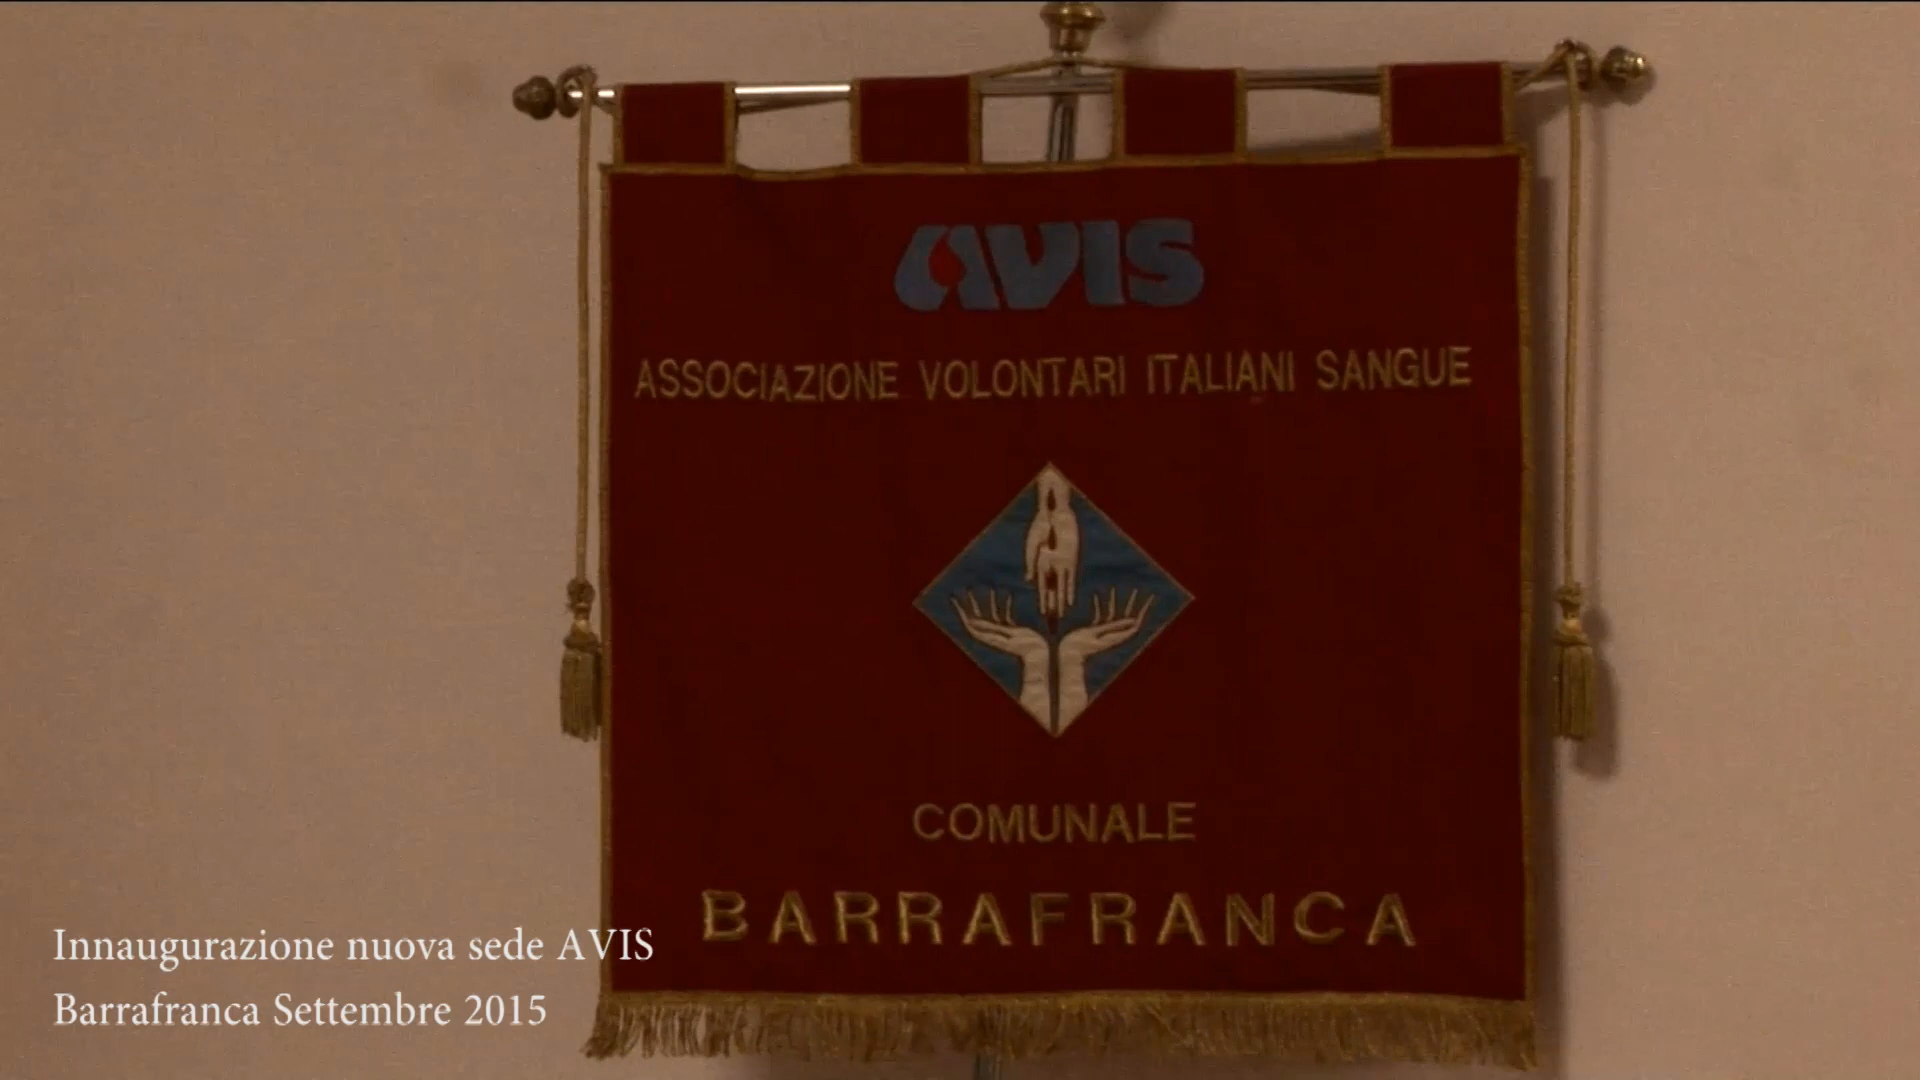 AVIS
ASSOCIAZIONE VOLONTARI ITALIANI SANGUE
COMUNALE
BARRAFRANCA
Innaugurazione nuova sede AVIS
Barrafranca Settembre 2015